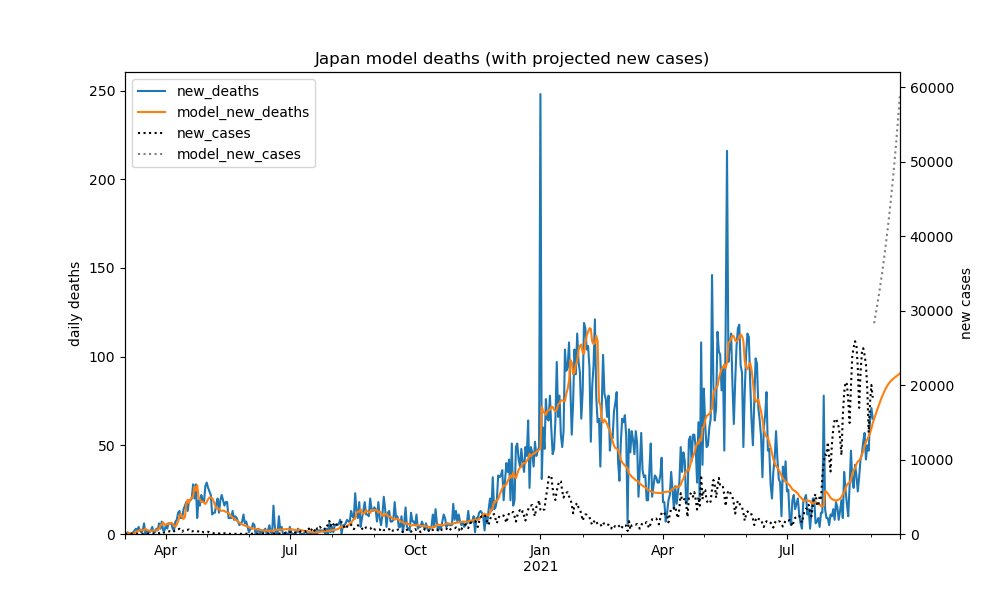 Japan model deaths (with projected new cases)
new_deaths
model_new_deaths
new_cases
model_new_cases
daily deaths
250
200
150
100
50
0
60000
50000
40000
30000
20000
10000
0
new cases
Apr
Jul
Oct
Jan
2021
Apr
Jul